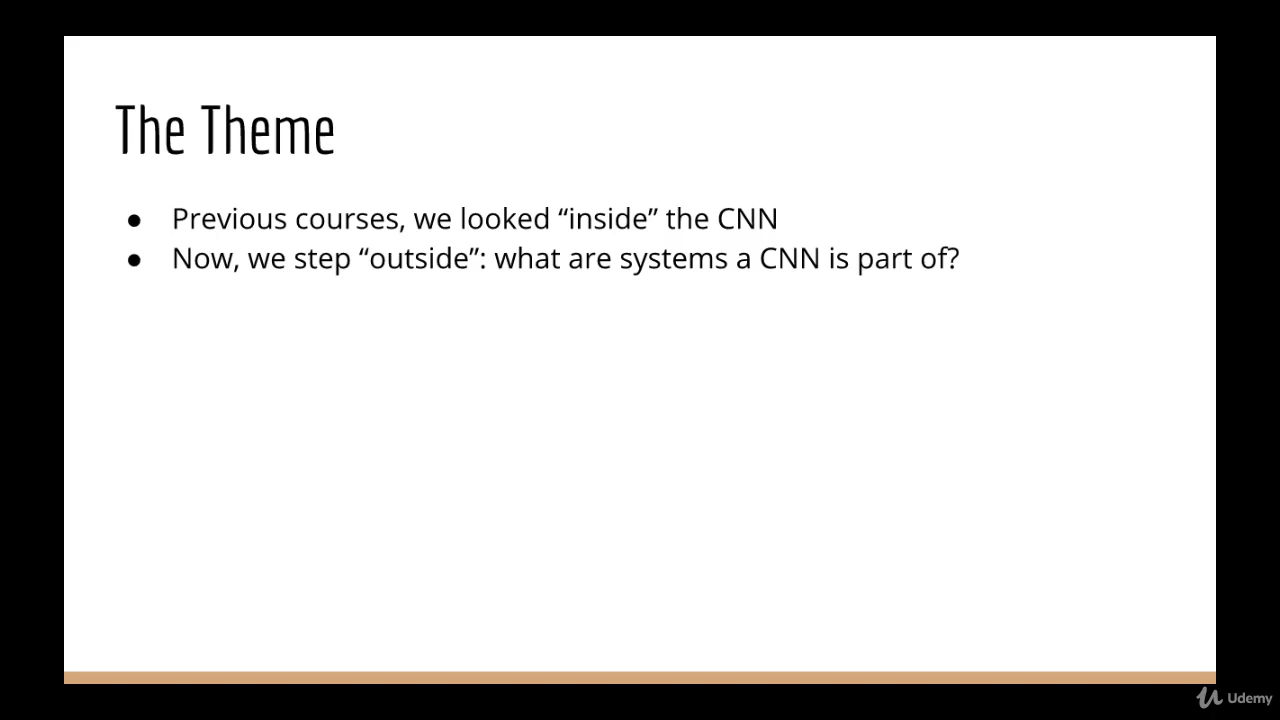 The Theme
● Previous courses, we looked “inside” the CNN
● Now, we step “outside”: what are systems a CNN is part of?
Udemy